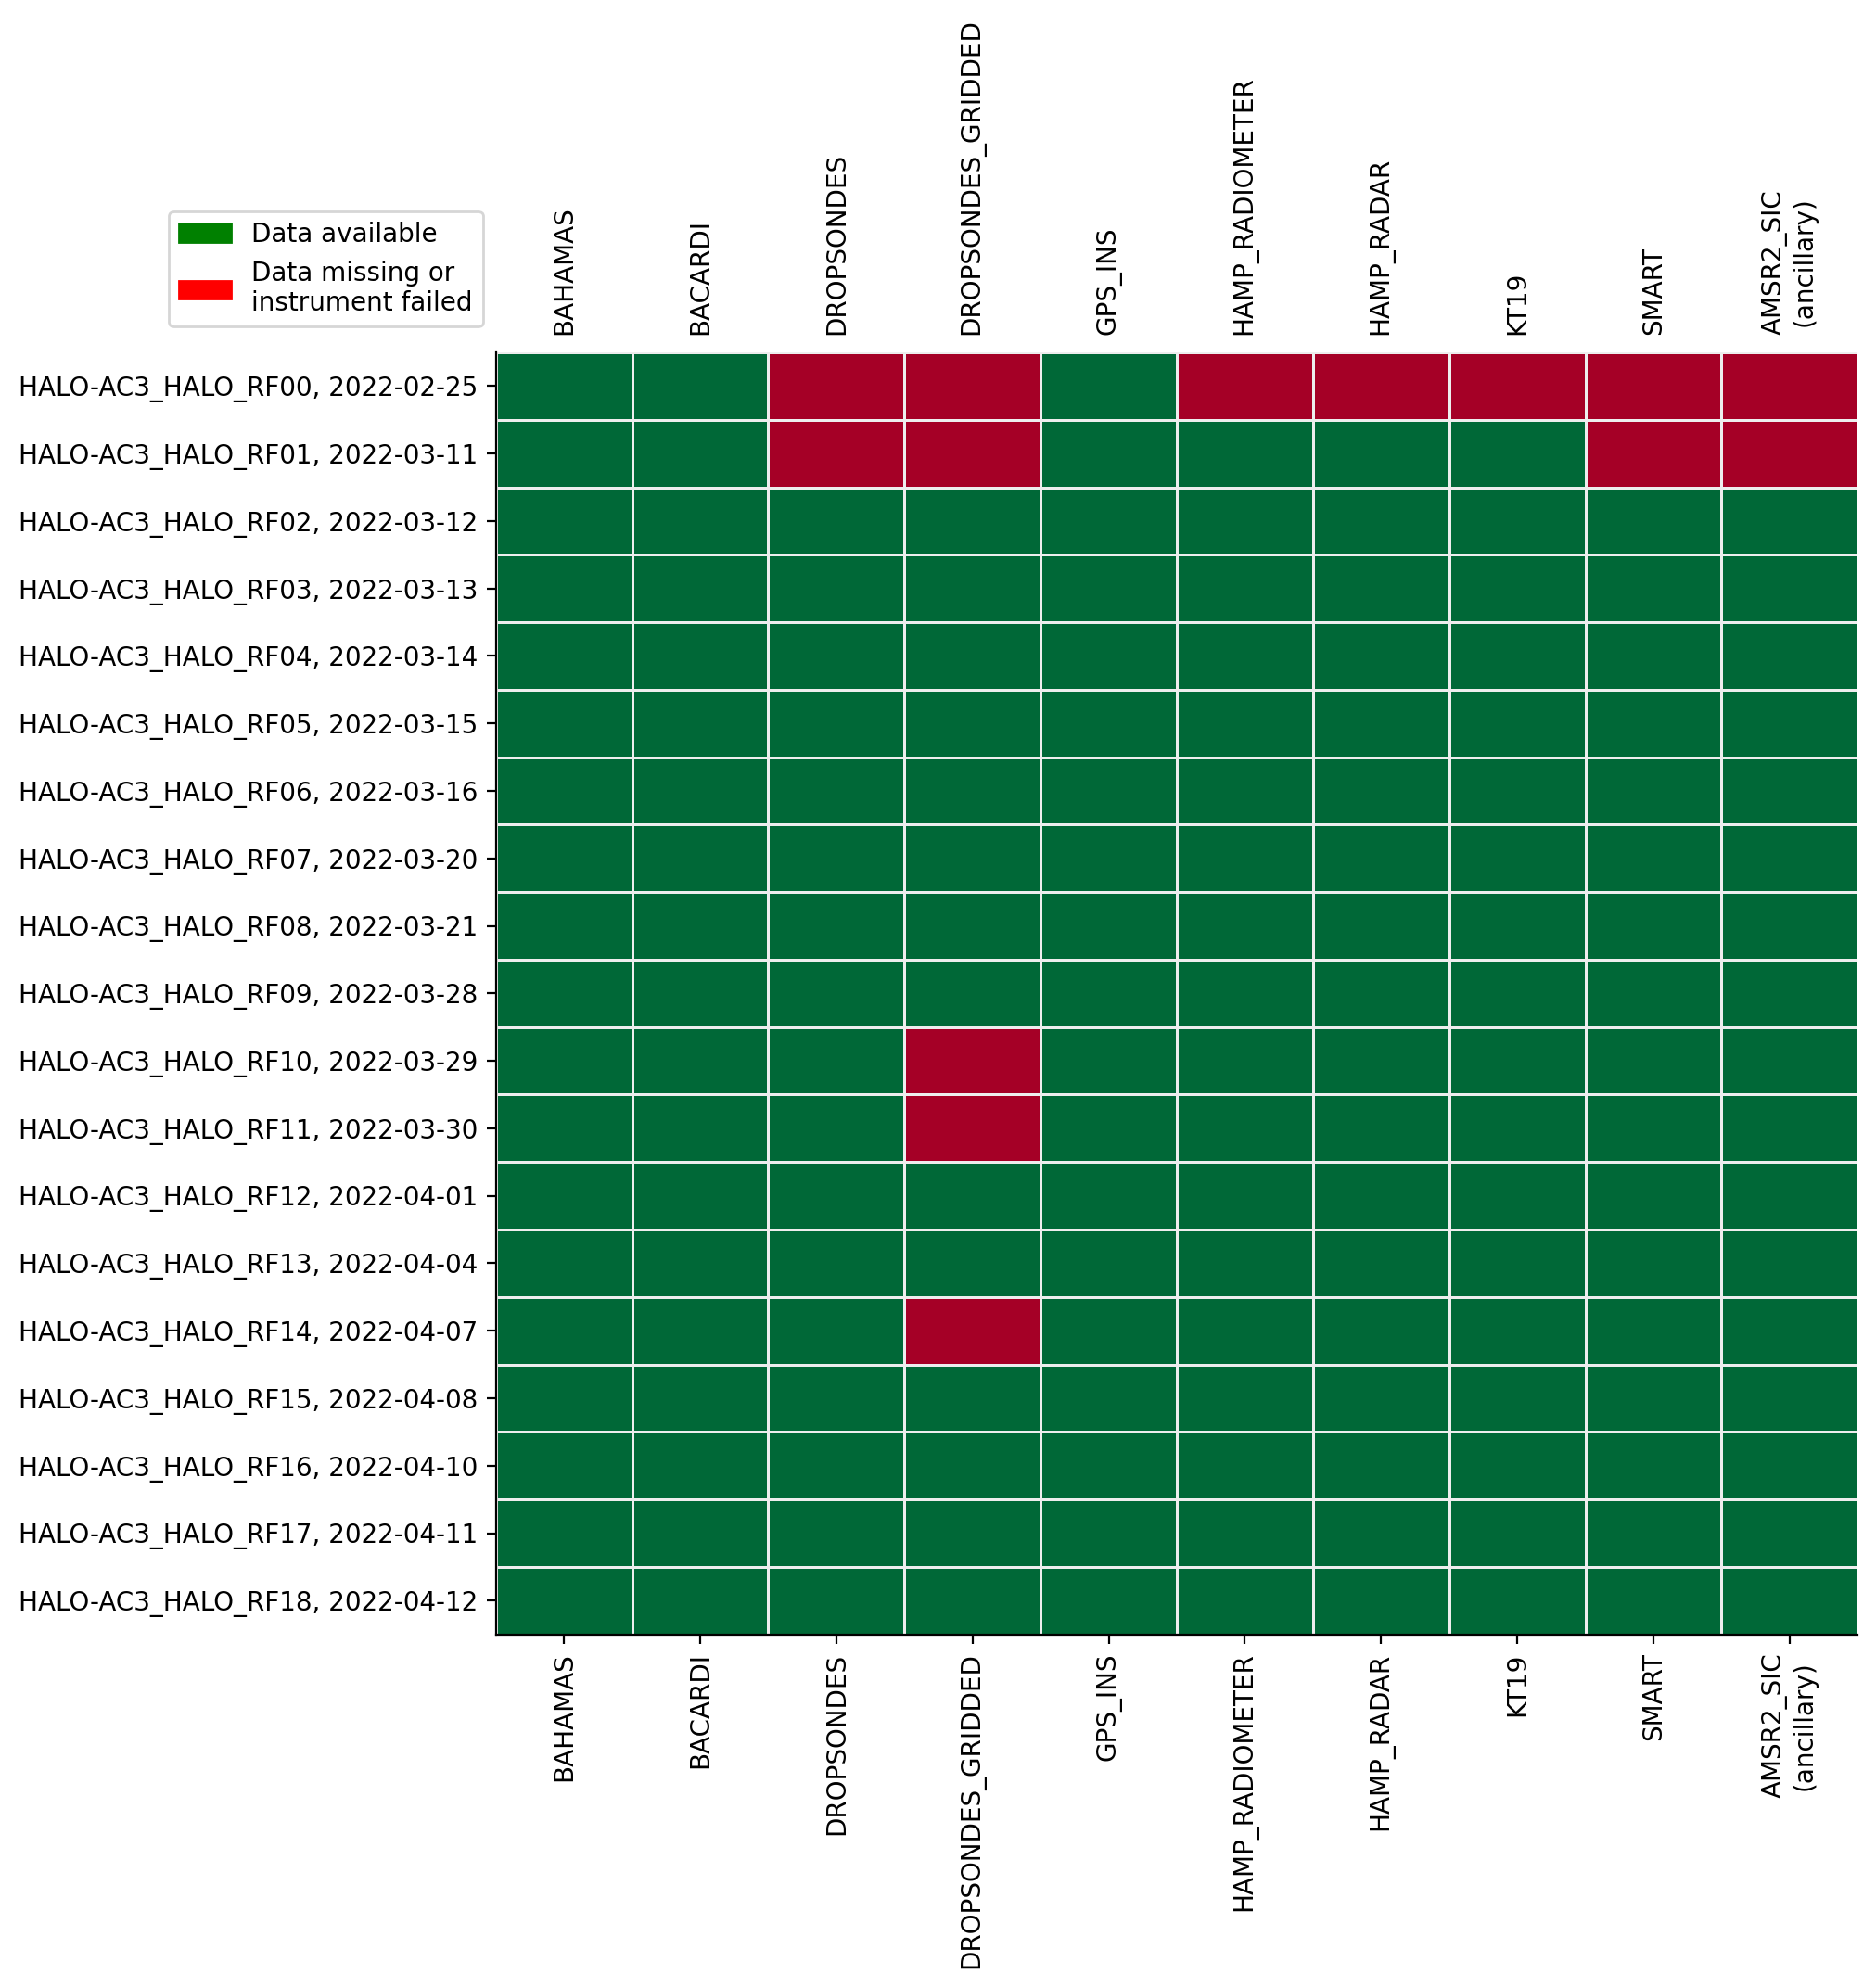 BAHAMAS
BACARDI
DROPSONDES
DROPSONDES_GRIDDED
GPS_INS
HAMP_RADIOMETER
HAMP_RADAR
KT19
SMART
AMSR2_SIC
(ancillary)
Data available
Data missing or
instrument failed
HALO-AC3_HALO_RF00, 2022-02-25
HALO-AC3_HALO_RF01, 2022-03-11
HALO-AC3_HALO_RF02, 2022-03-12
HALO-AC3_HALO_RF03, 2022-03-13
HALO-AC3_HALO_RF04, 2022-03-14
HALO-AC3_HALO_RF05, 2022-03-15
HALO-AC3_HALO_RF06, 2022-03-16
HALO-AC3_HALO_RF07, 2022-03-20
HALO-AC3_HALO_RF08, 2022-03-21
HALO-AC3_HALO_RF09, 2022-03-28
HALO-AC3_HALO_RF10, 2022-03-29
HALO-AC3_HALO_RF11, 2022-03-30
HALO-AC3_HALO_RF12, 2022-04-01
HALO-AC3_HALO_RF13, 2022-04-04
HALO-AC3_HALO_RF14, 2022-04-07
HALO-AC3_HALO_RF15, 2022-04-08
HALO-AC3_HALO_RF16, 2022-04-10
HALO-AC3_HALO_RF17, 2022-04-11
HALO-AC3_HALO_RF18, 2022-04-12
BAHAMAS
BACARDI
DROPSONDES
DROPSONDES_GRIDDED
GPS_INS
HAMP_RADIOMETER
HAMP_RADAR
KT19
SMART
AMSR2_SIC
(ancillary)